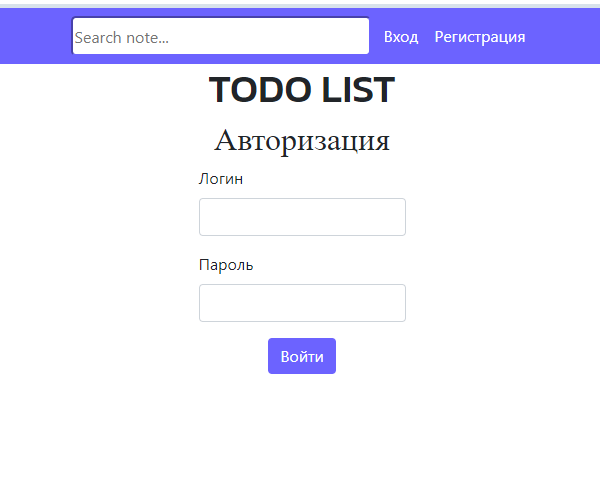 Search note... Вход Регистрация
TODO LIST
Авторизация
Логин
Пароль
Войти